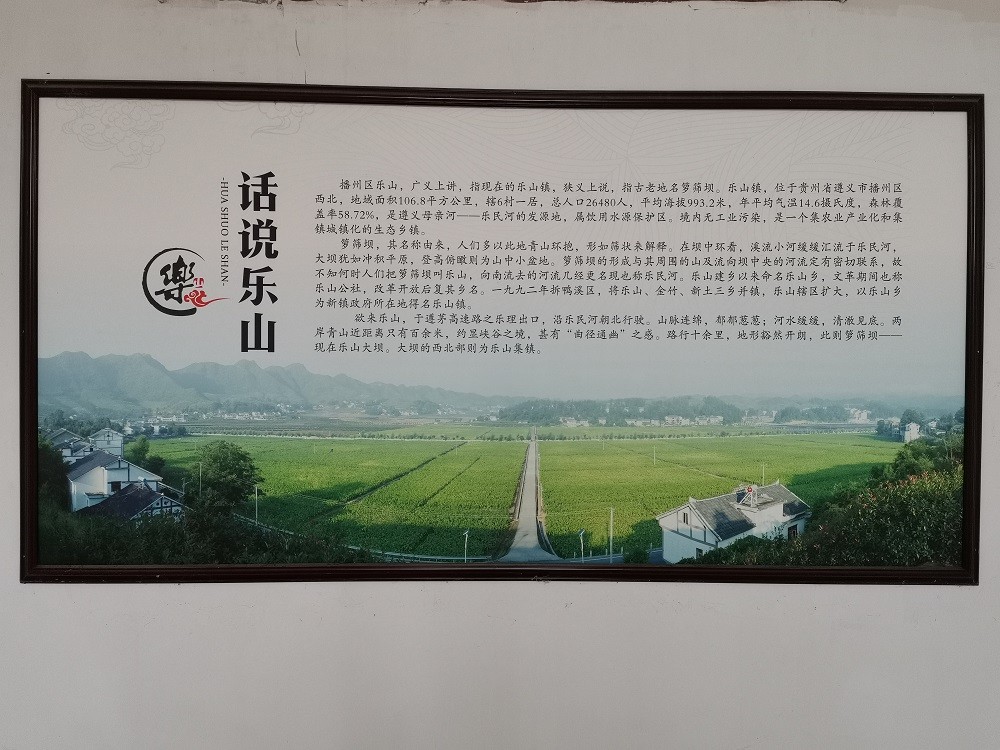 话说乐山
-HUA SHUO LE SHAN-
樂
播州区乐山，广义上讲，指现在的乐山镇，狭义上说，指古老地名箩筛坝。乐山镇，位于贵州省遵义市播州区
西北，地域面积106.8平方公里，辖6村一居，总人口26480人，平均海拔993.2米，年平均气温14.6摄氏度，森林覆
盖率58.72%，是遵义母亲河——乐民河的发源地，属饮用水源保护区。境内无工业污染，是一个集农业产业化和集
镇城镇化的生态乡镇。
箩筛坝，其名称由来，人们多以此地青山环抱，形如筛状来解释。在坝中环看，溪流小河缓缓汇流于乐民河，
大坝犹如冲积平原，登高俯瞰则为山中小盆地。箩筛坝的形成与其周围的山及流向坝中央的河流定有密切联系，故
不知何时人们把箩筛坝叫乐山，向南流去的河流几经更名现也称乐民河。乐山建乡以来命名乐山乡，文革期间也称
乐山公社，改革开放后复其乡名。一九九二年拆鸭溪区，将乐山、金竹、新土三乡并镇，乐山辖区扩大，以乐山乡
为新镇政府所在地得名乐山镇。
欲来乐山，于遵茅高速路之乐理出口，沿乐民河朝北行驶。山脉连绵，郁郁葱葱；河水缓缓，清澈见底。两
岸青山近距离只有百余米，约显峡谷之境，甚有“曲径通幽”之感。路行十余里，地形豁然开朗，此则箩筛坝——
现在乐山大坝。大坝的西北部则为乐山集镇。